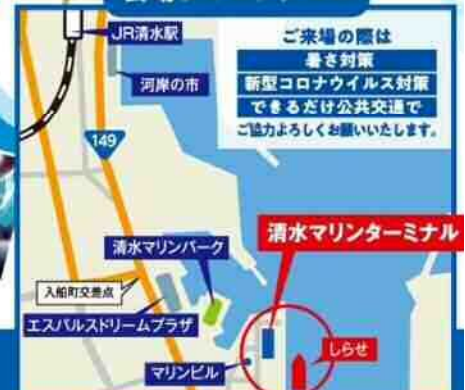 JR清水駅
河岸の市
149
ご来場の際は
暑さ対策
新型コロナウイルス対策
できるだけ公共交通で
ご協力よろしくお願いいたします。
清水マリンパーク
清水マリンターミナル
入船町交差点
エスパルスドリームプラザ
マリンビル
しらせ